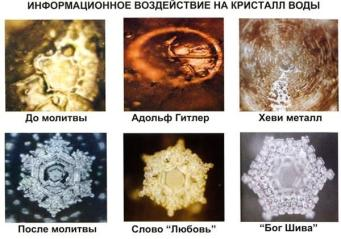 ИНФОРМАЦИОННОЕ ВОЗДЕЙСТВИЕ НА КРИСТАЛЛ ВОДЫ
До молитвы
Адольф Гитлер
Хеви металл
После молитвы
Слово “Любовь”
“Бог Шива”